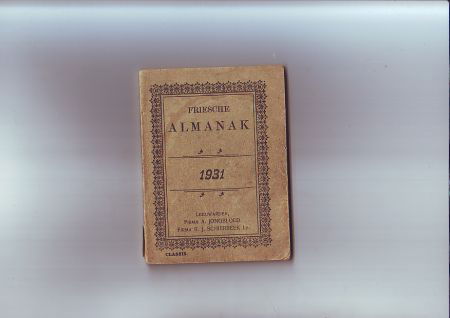 FRIESCHE
ALMANAK
1931
LEEUWARDEN,
FIRMA A. JONGBLOED
FIRMA R. J. SCHIERBEEK Lz.
CLASSIS